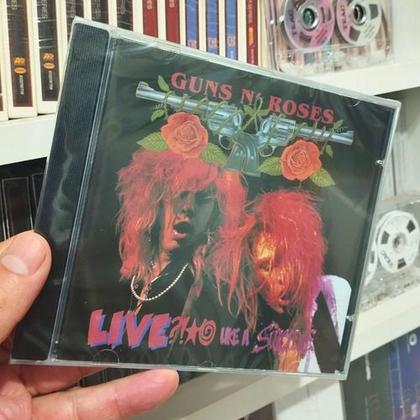 GUNS N' ROSES
LIVE ?!★@ LIKE A SUICIDE